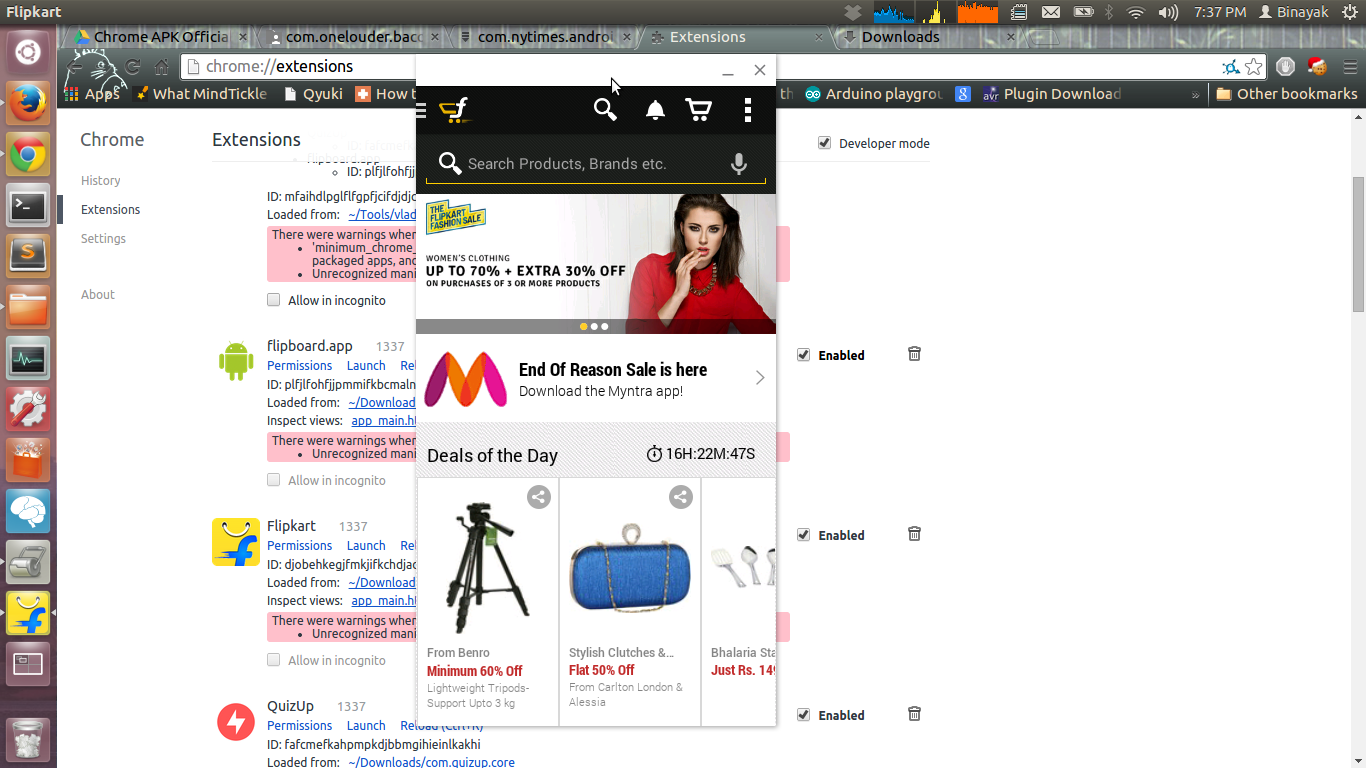 Flipkart
7:37 PM
Binayak
Chrome APK Officia
com.onelouder.bacc
com.nytimes.androi
Extensions
Downloads
chrome://extensions
Apps
What MindTickle
Qyuki
How t
Arduino playgrou
Plugin Download
»
Other bookmarks
Chrome
History
Extensions
Settings
About
Extensions
Developer mode
ID: plfjlfohfjj
ID: mfaihdlpglflfgpfjcifdjdjc
Loaded from: ~/Tools/vlad
There were warnings when
'minimum_chrome_
packaged apps, and
Unrecognized mani
Allow in incognito
flipboard.app 1337
Permissions Launch Rel
ID: plfjlfohfjjpmmifkbcmaln
Loaded from: ~/Download
Inspect views: app_main.ht
There were warnings when
Unrecognized mani
Allow in incognito
Enabled
Flipkart 1337
Permissions Launch Rel
ID: djobehkegjfmkjifkchdjac
Loaded from: ~/Download
Inspect views: app_main.ht
There were warnings when
Unrecognized mani
Allow in incognito
Enabled
QuizUp 1337
Permissions Launch Reload (Ctrl+R)
ID: fafcmefkahpmpkdjbbmgihieinlkakhi
Loaded from: ~/Downloads/com.quizup.core
Enabled
Search Products, Brands etc.
THE
FLIPKART
FASHION SALE
WOMEN'S CLOTHING
UP TO 70% + EXTRA 30% OFF
ON PURCHASES OF 3 OR MORE PRODUCTS
End Of Reason Sale is here
Download the Myntra app!
Deals of the Day
16H:22M:47S
From Benro
Minimum 60% Off
Lightweight Tripods-
Support Upto 3 kg
Stylish Clutches &...
Flat 50% Off
From Carlton London &
Alessia
Bhalaria Sta
Just Rs. 149